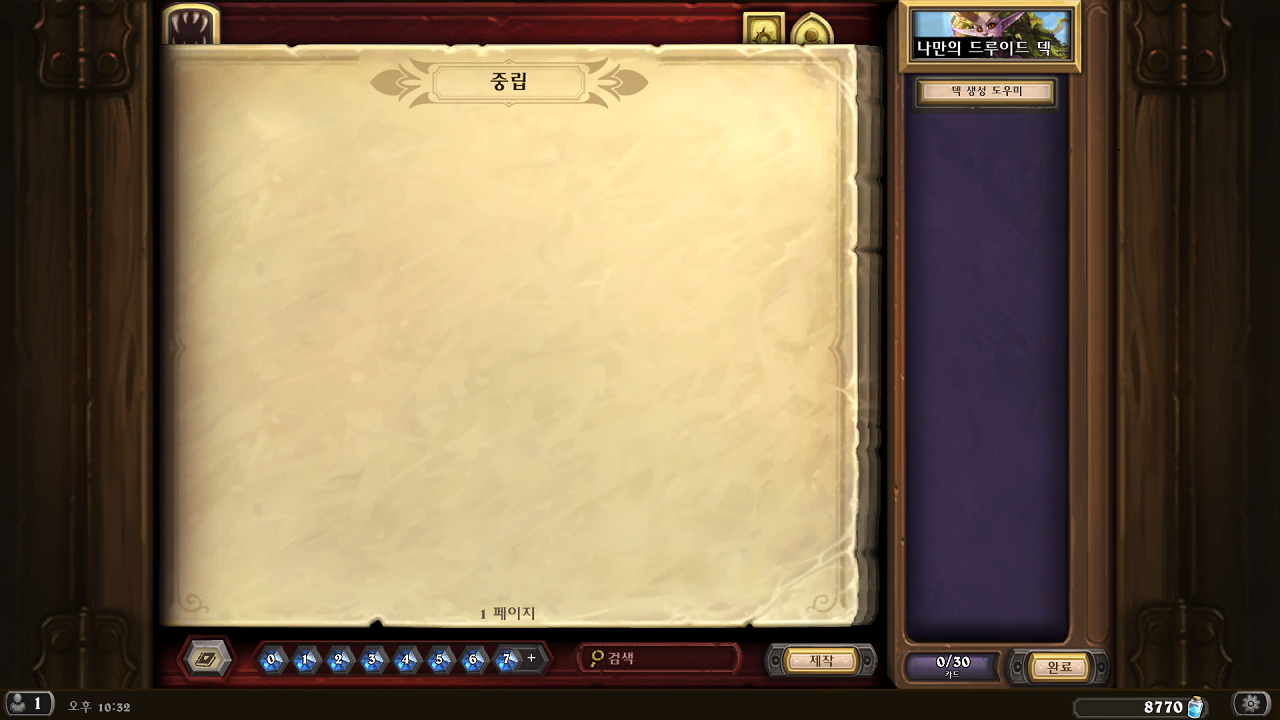 중립
나만의 드루이드 덱
덱 생성 도우미
1 페이지
0 1 2 3 4 5 6 7 +
검색
제작
0/30
카드
완료
1
오후 10:32
8770